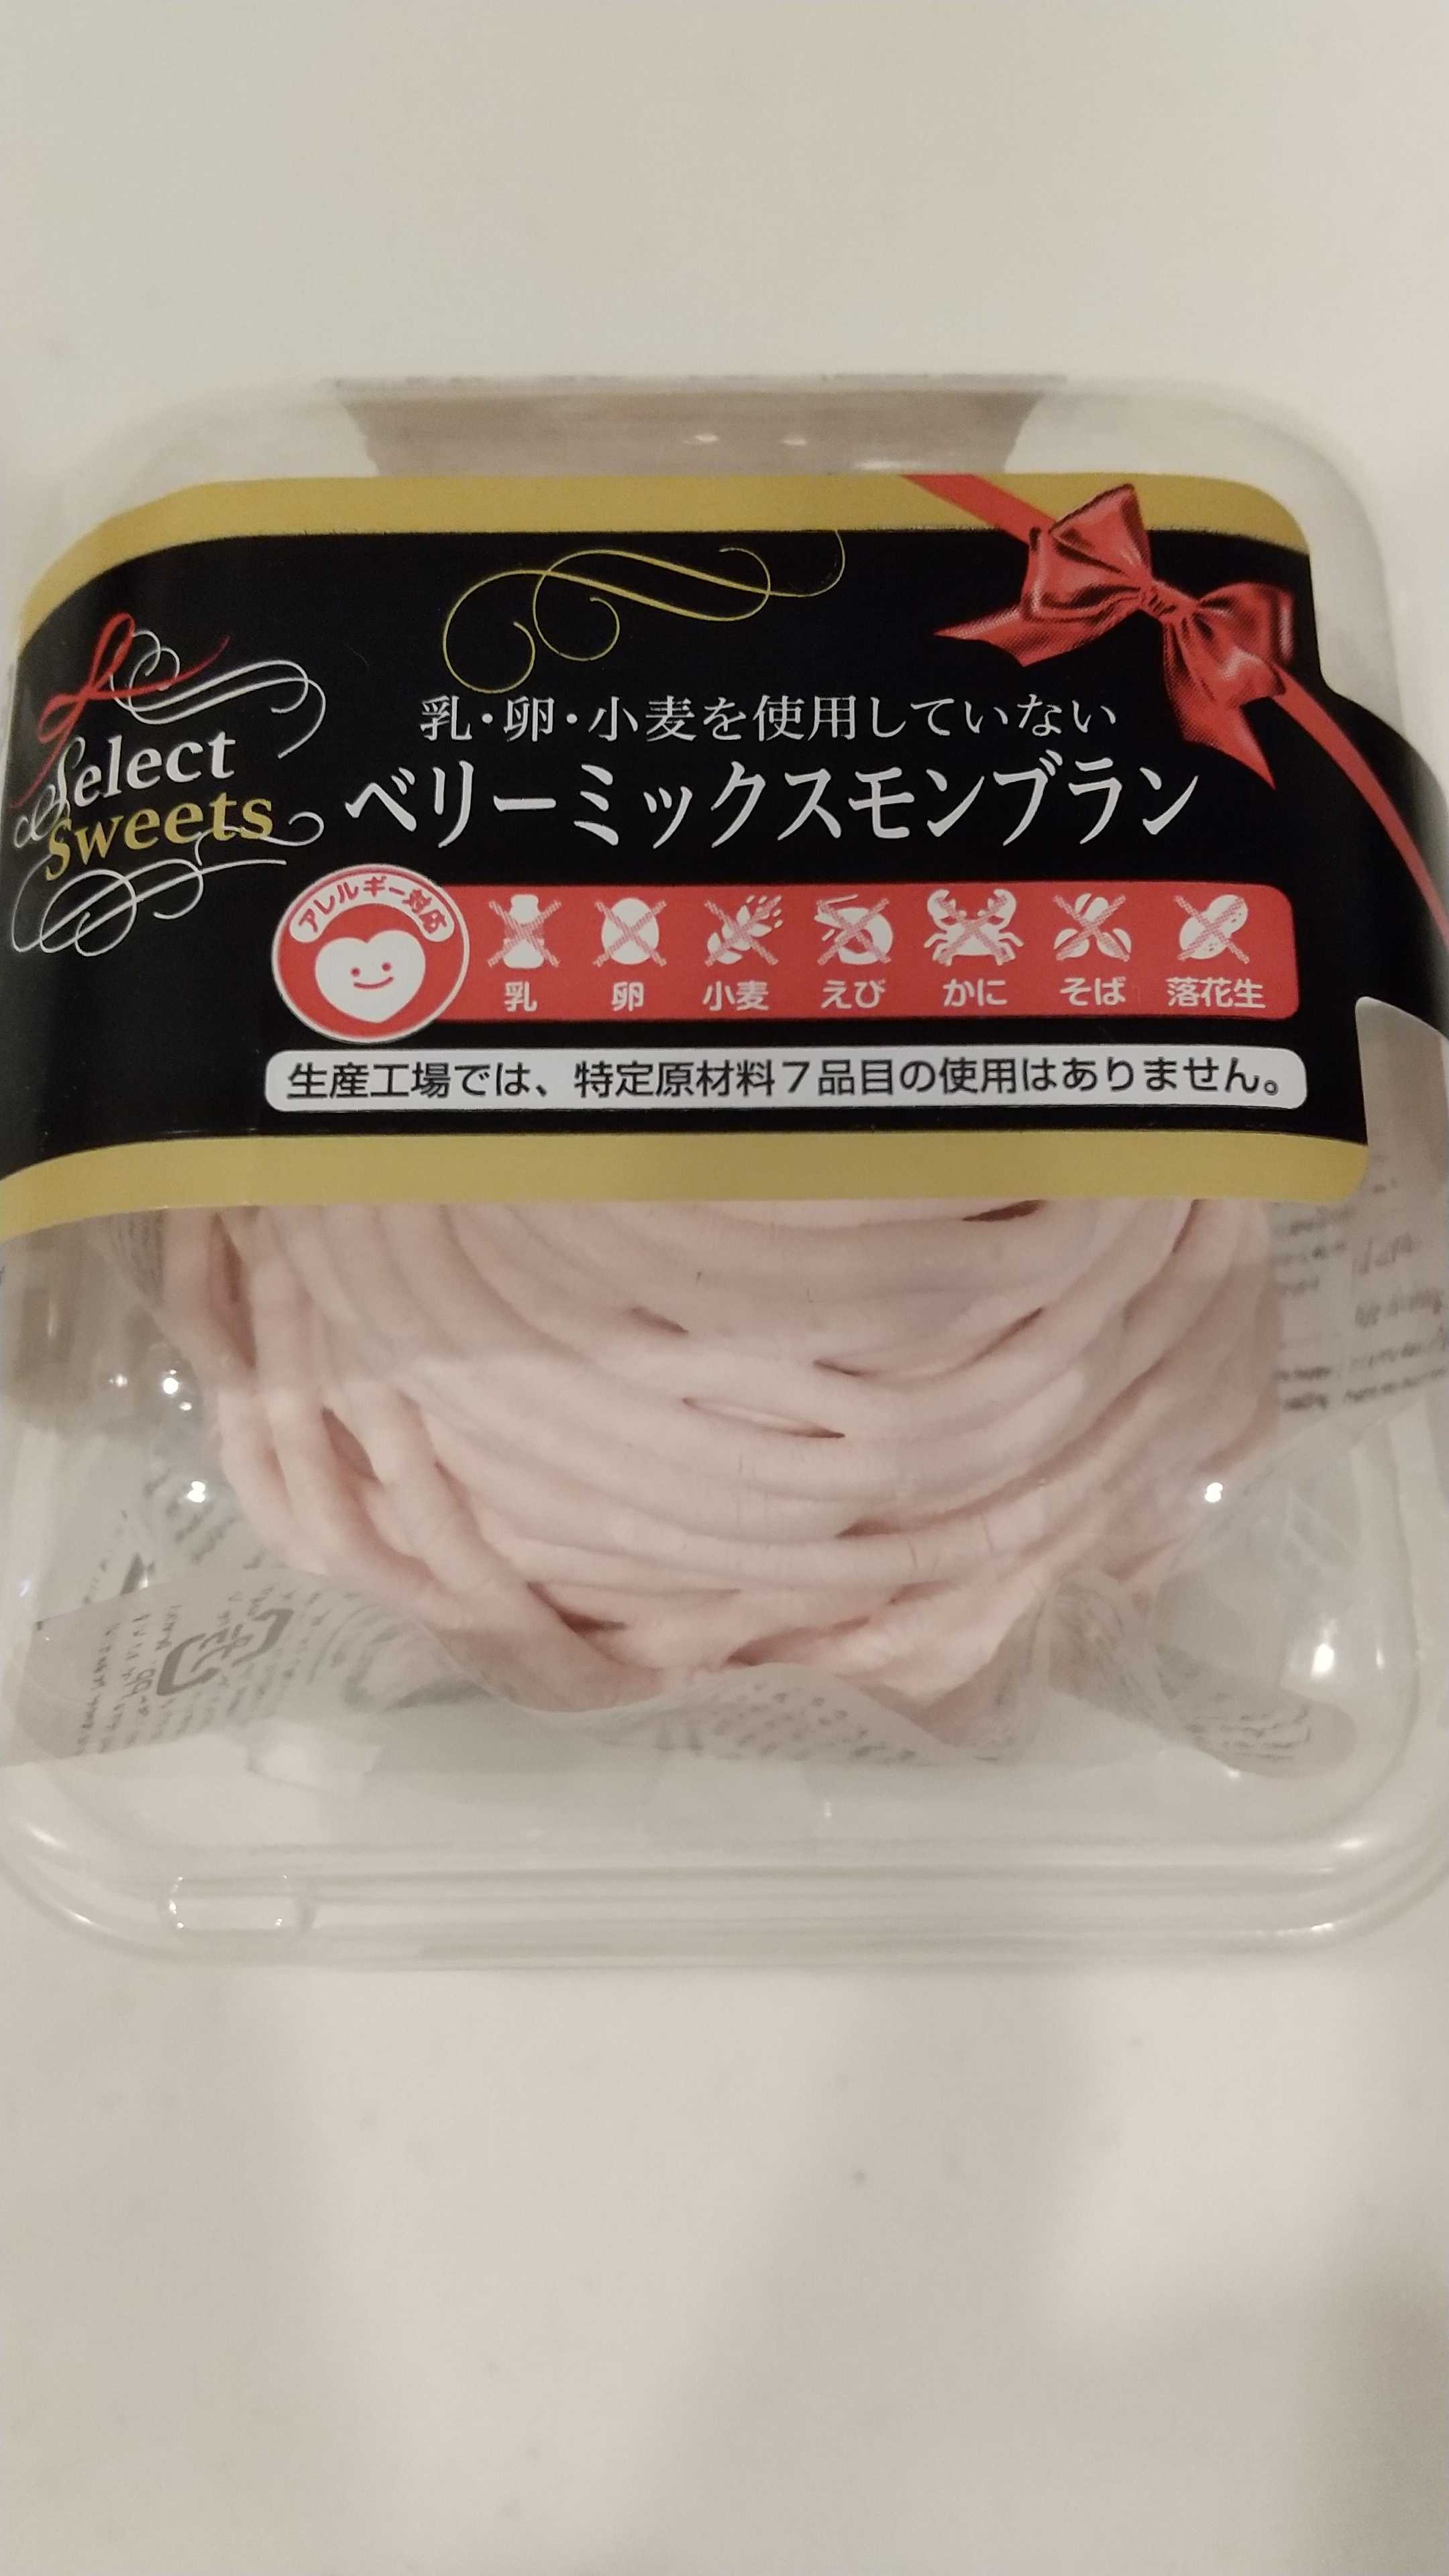 Select
Sweets
乳・卵・小麦を使用していない
ベリーミックスモンブラン
アレルギー対応
乳 卵 小麦 えび かに そば 落花生
生産工場では、特定原材料7品目の使用はありません。
プラ